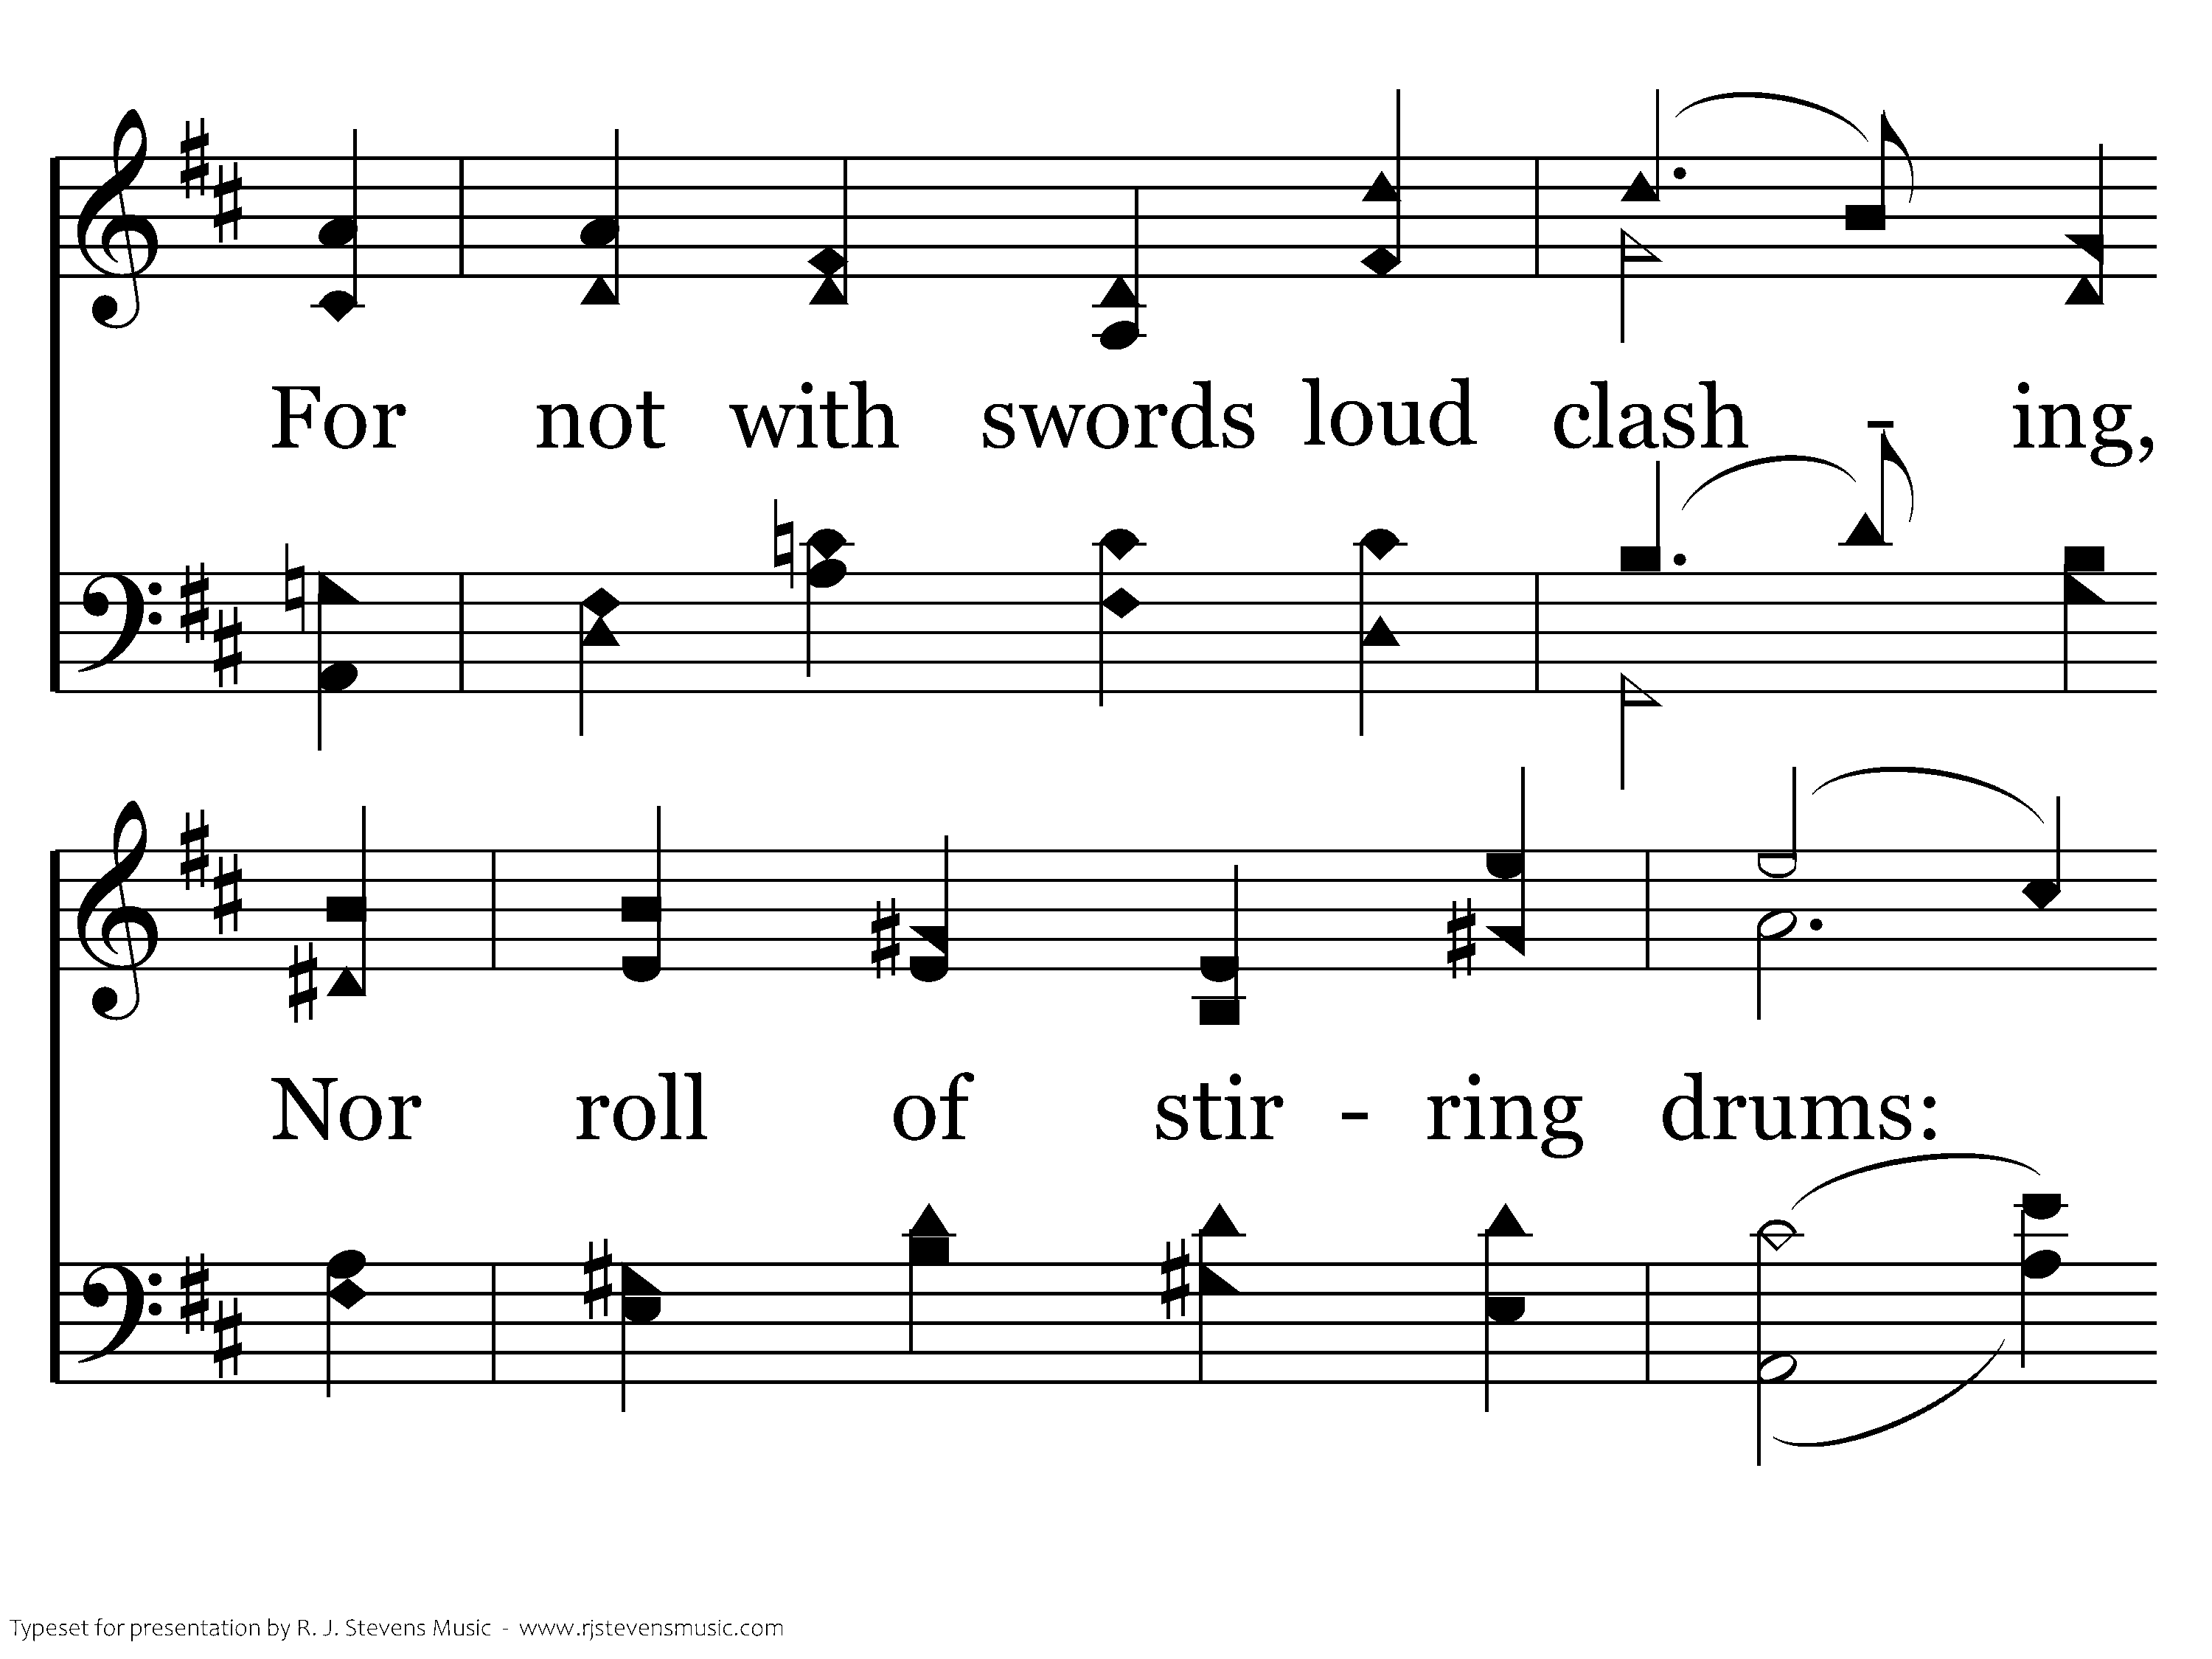 For not with swords loud clash - ing,
Nor roll of stir - ring drums:
Typeset for presentation by R. J. Stevens Music - www.rjstevensmusic.com